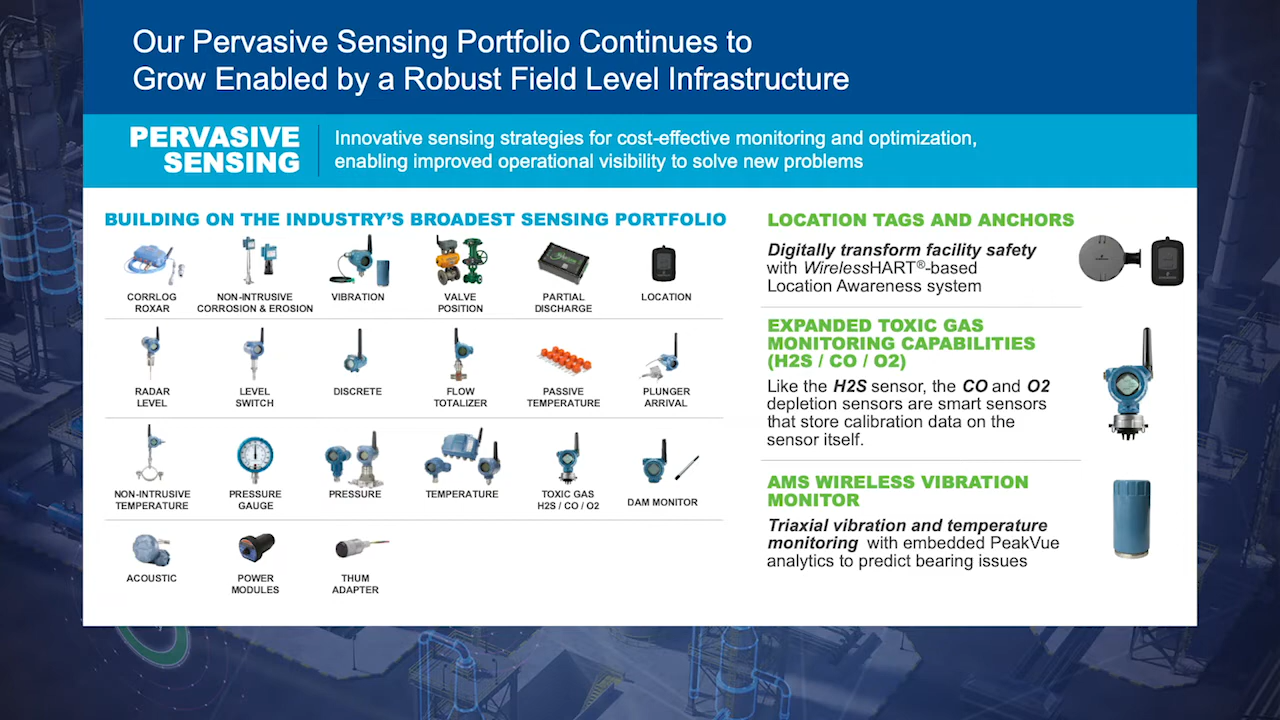 Our Pervasive Sensing Portfolio Continues to
Grow Enabled by a Robust Field Level Infrastructure
PERVASIVE
SENSING
Innovative sensing strategies for cost-effective monitoring and optimization,
enabling improved operational visibility to solve new problems
BUILDING ON THE INDUSTRY'S BROADEST SENSING PORTFOLIO
CORRLOG
ROXAR
NON-INTRUSIVE
CORROSION & EROSION
VIBRATION
VALVE
POSITION
PARTIAL
DISCHARGE
LOCATION
RADAR
LEVEL
LEVEL
SWITCH
DISCRETE
FLOW
TOTALIZER
PASSIVE
TEMPERATURE
PLUNGER
ARRIVAL
NON-INTRUSIVE
TEMPERATURE
PRESSURE
GAUGE
PRESSURE
TEMPERATURE
TOXIC GAS
H2S / CO / O2
DAM MONITOR
ACOUSTIC
POWER
MODULES
THUM
ADAPTER
LOCATION TAGS AND ANCHORS
Digitally transform facility safety
with WirelessHART®-based
Location Awareness system
EXPANDED TOXIC GAS
MONITORING CAPABILITIES
(H2S / CO / O2)
Like the H2S sensor, the CO and O2
depletion sensors are smart sensors
that store calibration data on the
sensor itself.
AMS WIRELESS VIBRATION
MONITOR
Triaxial vibration and temperature
monitoring with embedded PeakVue
analytics to predict bearing issues